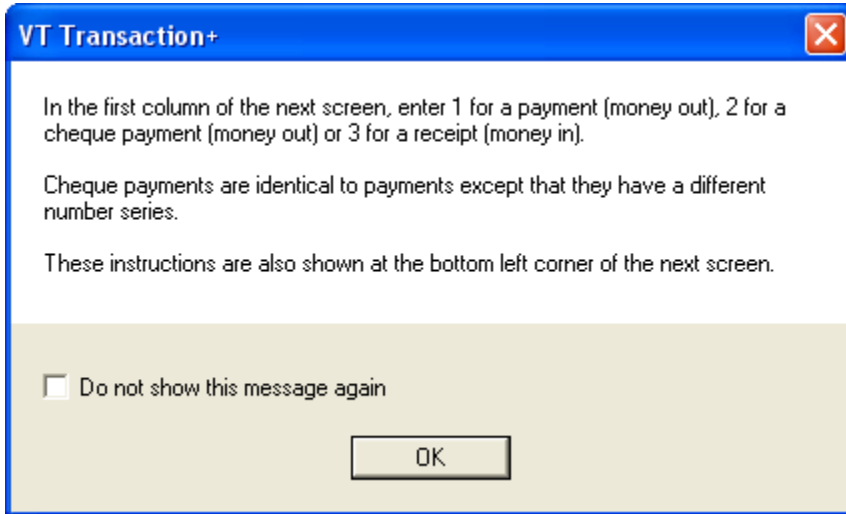 VT Transaction+
In the first column of the next screen, enter 1 for a payment (money out), 2 for a
cheque payment (money out) or 3 for a receipt (money in).
Cheque payments are identical to payments except that they have a different
number series.
These instructions are also shown at the bottom left corner of the next screen.
Do not show this message again
OK